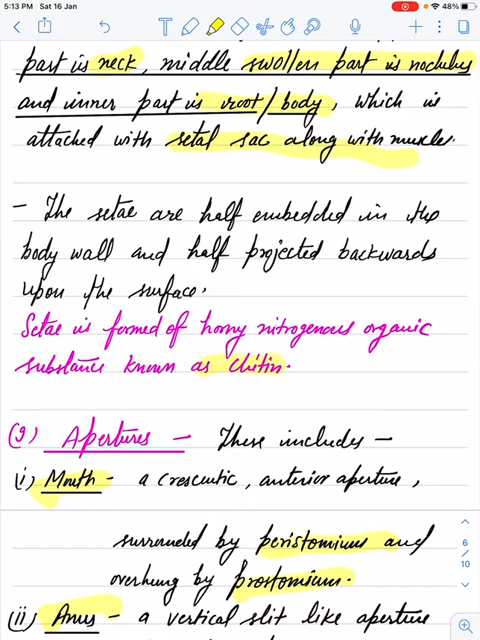 5:13 PM Sat 16 Jan 48%
part is neck, middle swollen part is nodulus
and inner part is root/body, which is
attached with setal sac along with muscle.
- The setae are half embedded in the
body wall and half projected backwards
upon the surface.
Setae is formed of horny nitrogenous organic
substance known as Chitin.
(9) Apertures - These includes -
(i) Mouth - a crescentic, anterior aperture,
surrounded by peristomium and
overhung by prostomium.
6
10
(ii) Anus - a vertical slit like aperture